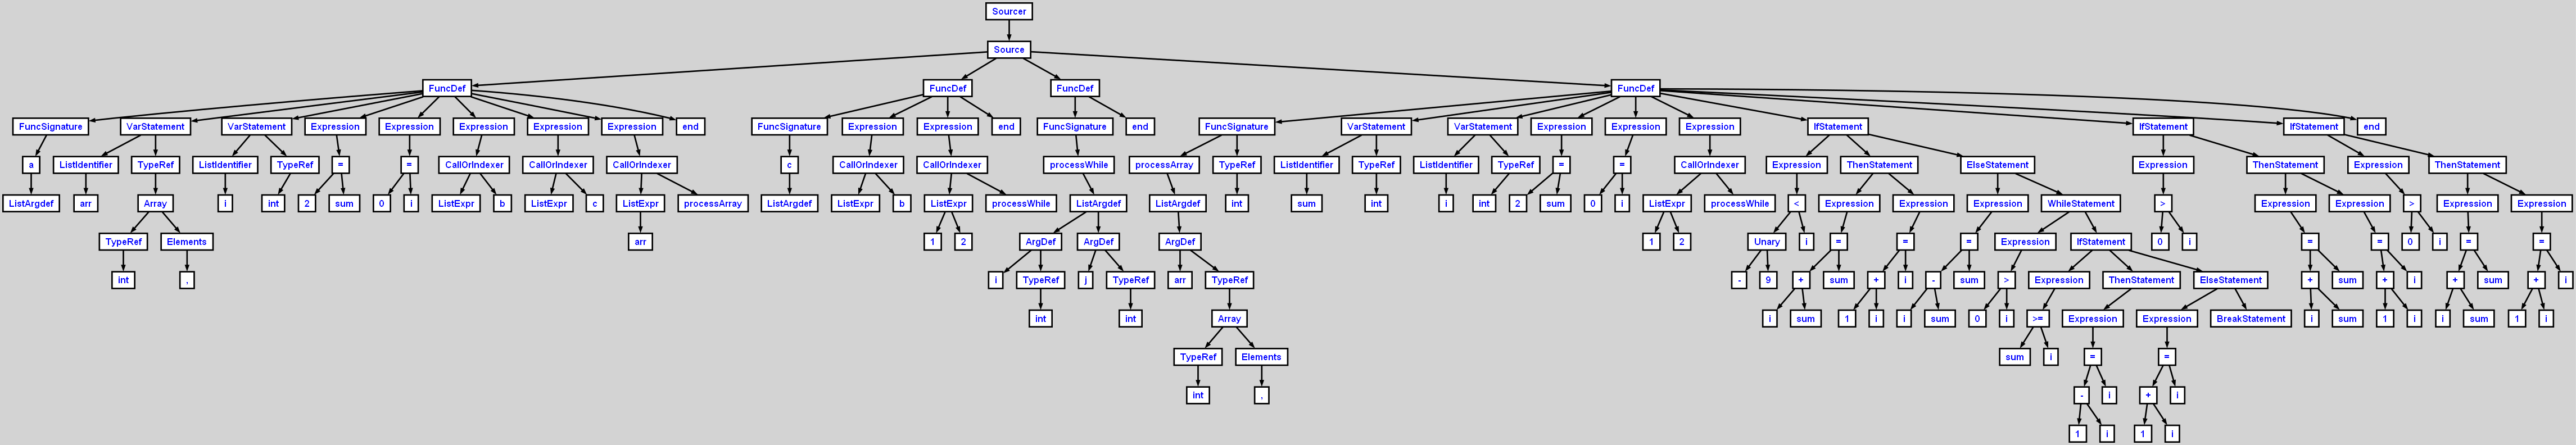 Sourcer
Source
FuncDef FuncDef FuncDef FuncDef
FuncSignature VarStatement VarStatement Expression Expression Expression Expression Expression end FuncSignature Expression Expression end FuncSignature end FuncSignature VarStatement VarStatement Expression Expression Expression IfStatement IfStatement IfStatement end
a ListIdentifier TypeRef ListIdentifier TypeRef = = CallOrIndexer CallOrIndexer CallOrIndexer c CallOrIndexer CallOrIndexer processWhile processArray TypeRef ListIdentifier TypeRef ListIdentifier TypeRef = = CallOrIndexer Expression ThenStatement ElseStatement Expression ThenStatement Expression ThenStatement
ListArgdef arr Array i int 2 sum 0 i ListExpr b ListExpr c ListExpr processArray ListArgdef ListExpr b ListExpr processWhile ListArgdef ListArgdef int sum int i int 2 sum 0 i ListExpr processWhile < Expression Expression Expression WhileStatement > Expression Expression > Expression Expression
TypeRef Elements arr 1 2 ArgDef ArgDef ArgDef 1 2 Unary i = = = Expression IfStatement 0 i = = 0 i = =
int , i TypeRef j TypeRef arr TypeRef - 9 + sum + i - sum > Expression ThenStatement ElseStatement + sum + i + sum + i
int int Array i sum 1 i i sum 0 i >= Expression Expression BreakStatement i sum 1 i i sum 1 i
TypeRef Elements sum i = =
int , - i + i
1 i 1 i